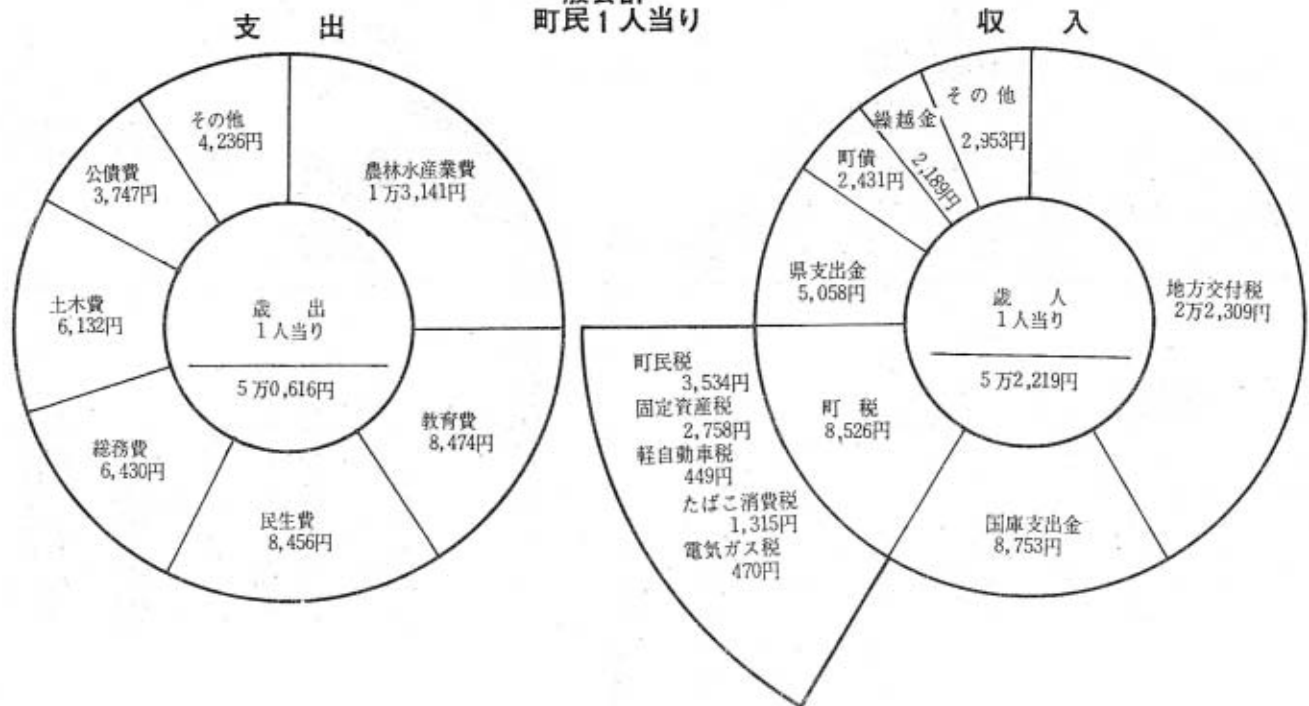 町民1人当り
支出
その他
4,236円
農林水産業費
1万3,141円
公債費
3,747円
土木費
6,132円
歳出
1人当り
5万0,616円
教育費
8,474円
総務費
6,430円
民生費
8,456円
収入
その他
2,953円
繰越金
2,189円
町債
2,431円
県支出金
5,058円
地方交付税
2万2,309円
歳人
1人当り
5万2,219円
町税
8,526円
国庫支出金
8,753円
町民税
3,534円
固定資産税
2,758円
軽自動車税
449円
たばこ消費税
1,315円
電気ガス税
470円